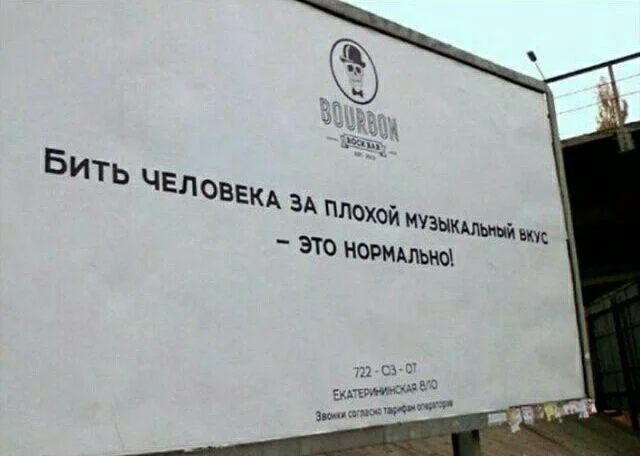 BOURBON
ROCK BAR
EST. 2013
БИТЬ ЧЕЛОВЕКА ЗА ПЛОХОЙ МУЗЫКАЛЬНЫЙ ВКУС
– ЭТО НОРМАЛЬНО!
722 - 03 - 07
ЕКАТЕРИНИНСКАЯ 8/10
Звонки согласно тарифам операторов